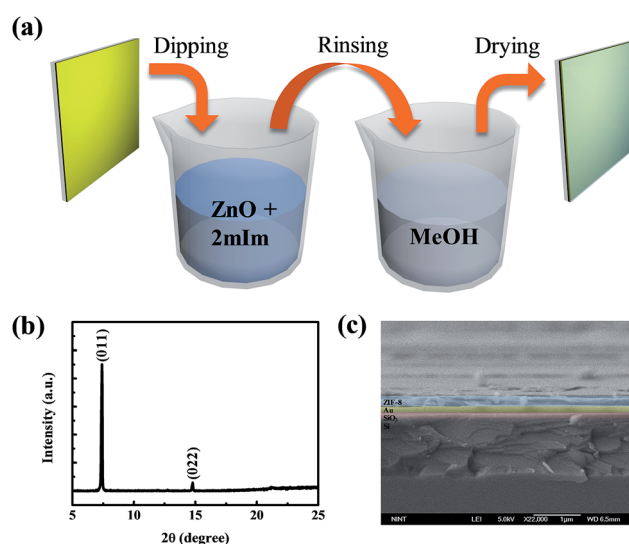 (a)
Dipping
Rinsing
Drying
ZnO +
2mIm
MeOH
(b)
Intensity (a.u.)
(011)
(022)
5 10 15 20 25
2θ (degree)
(c)
ZIF-8
Au
SiO₂
Si
NINT LEI 5.0kV X22,000 1μm WD 6.5mm